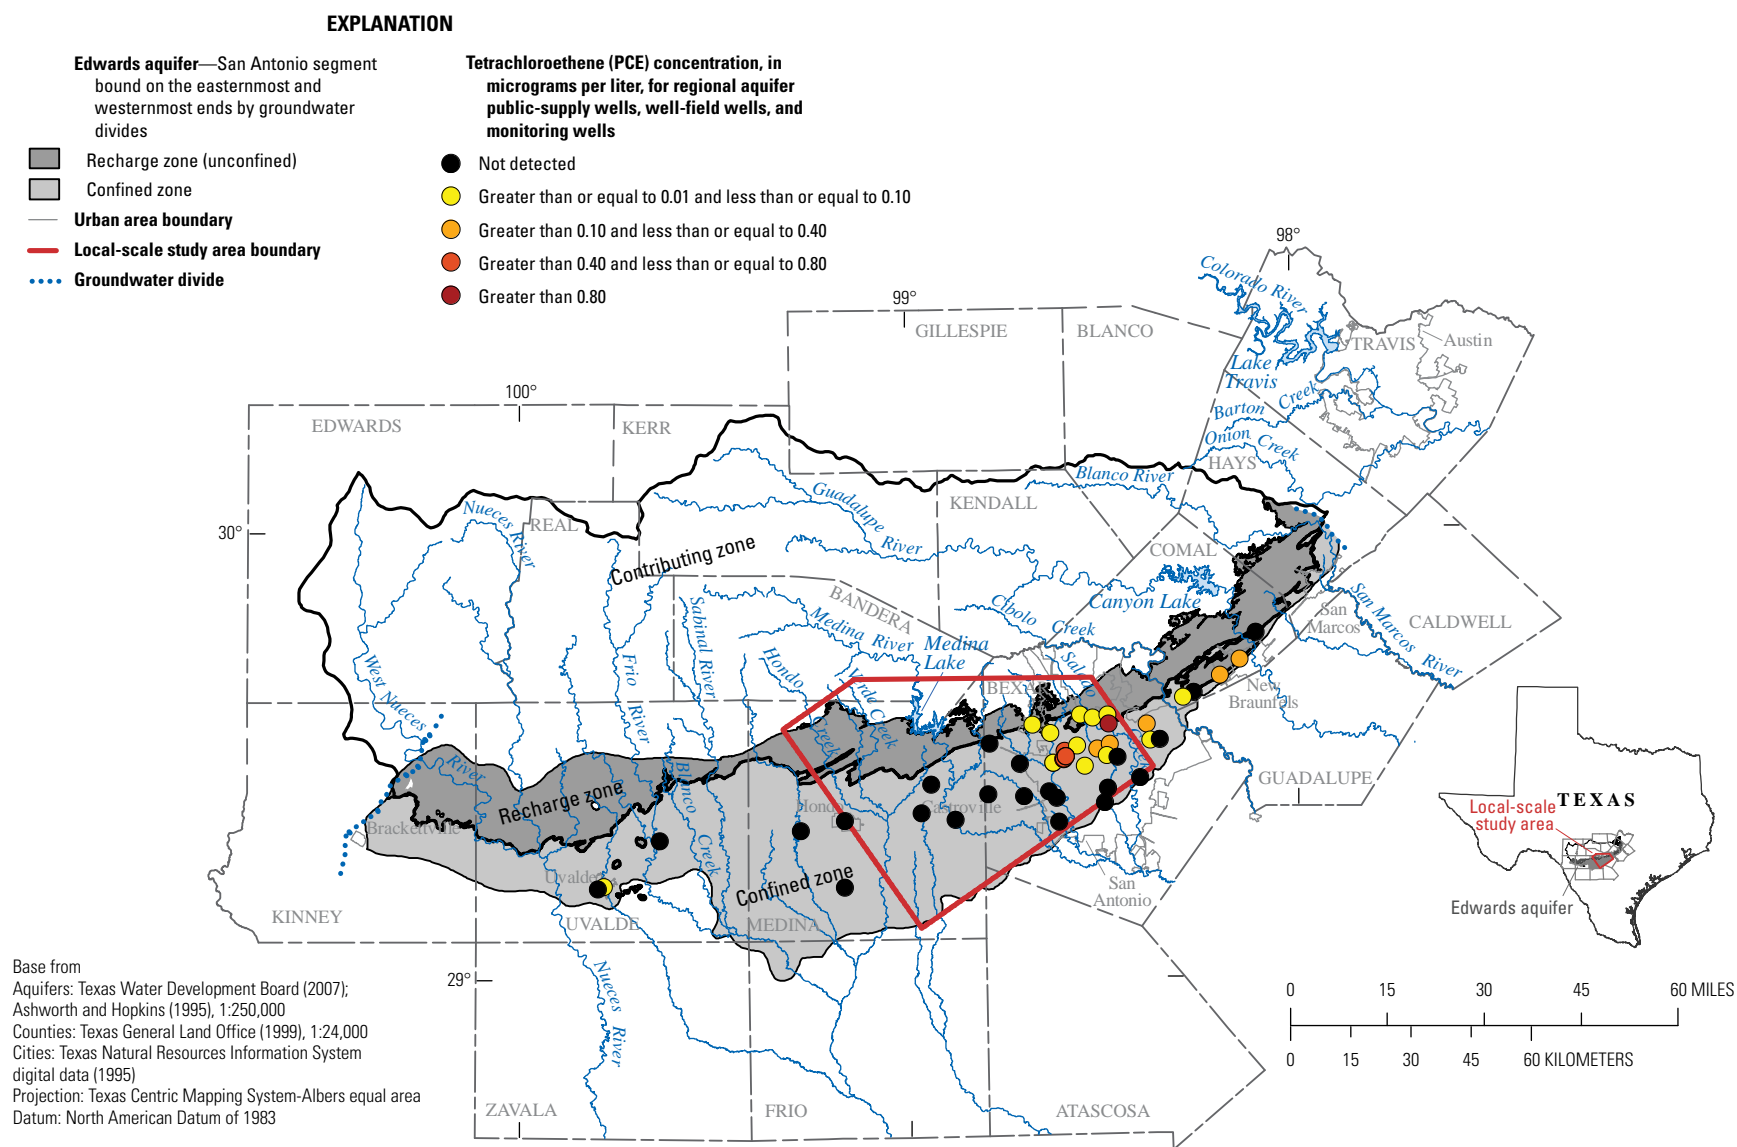 EXPLANATION
Edwards aquifer—San Antonio segment
bound on the easternmost and
westernmost ends by groundwater
divides
Recharge zone (unconfined)
Confined zone
Urban area boundary
Local-scale study area boundary
Groundwater divide
Tetrachloroethene (PCE) concentration, in
micrograms per liter, for regional aquifer
public-supply wells, well-field wells, and
monitoring wells
Not detected
Greater than or equal to 0.01 and less than or equal to 0.10
Greater than 0.10 and less than or equal to 0.40
Greater than 0.40 and less than or equal to 0.80
Greater than 0.80
98°
Colorado River
99°
GILLESPIE
BLANCO
TRAVIS
Austin
Lake
Travis
100°
Barton
Creek
Onion Creek
EDWARDS
KERR
HAYS
Blanco River
Guadalupe
River
KENDALL
Nueces
River
REAL
30°
Contributing zone
COMAL
Canyon Lake
San
Marcos
San Marcos
River
CALDWELL
BANDERA
Cibolo
Creek
Sabinal River
Medina River
Medina
Lake
Hondo
Creek
Verde Creek
Frio
River
West Nueces
River
BEXAR
New
Braunfels
GUADALUPE
Recharge zone
Brackettville
Hondo
Castroville
Blanco
Creek
Uvalde
Confined zone
San
Antonio
KINNEY
UVALDE
MEDINA
29°
Nueces
River
ZAVALA
FRIO
ATASCOSA
Local-scale
study area
TEXAS
Edwards aquifer
0 15 30 45 60 MILES
0 15 30 45 60 KILOMETERS
Base from
Aquifers: Texas Water Development Board (2007);
Ashworth and Hopkins (1995), 1:250,000
Counties: Texas General Land Office (1999), 1:24,000
Cities: Texas Natural Resources Information System
digital data (1995)
Projection: Texas Centric Mapping System-Albers equal area
Datum: North American Datum of 1983